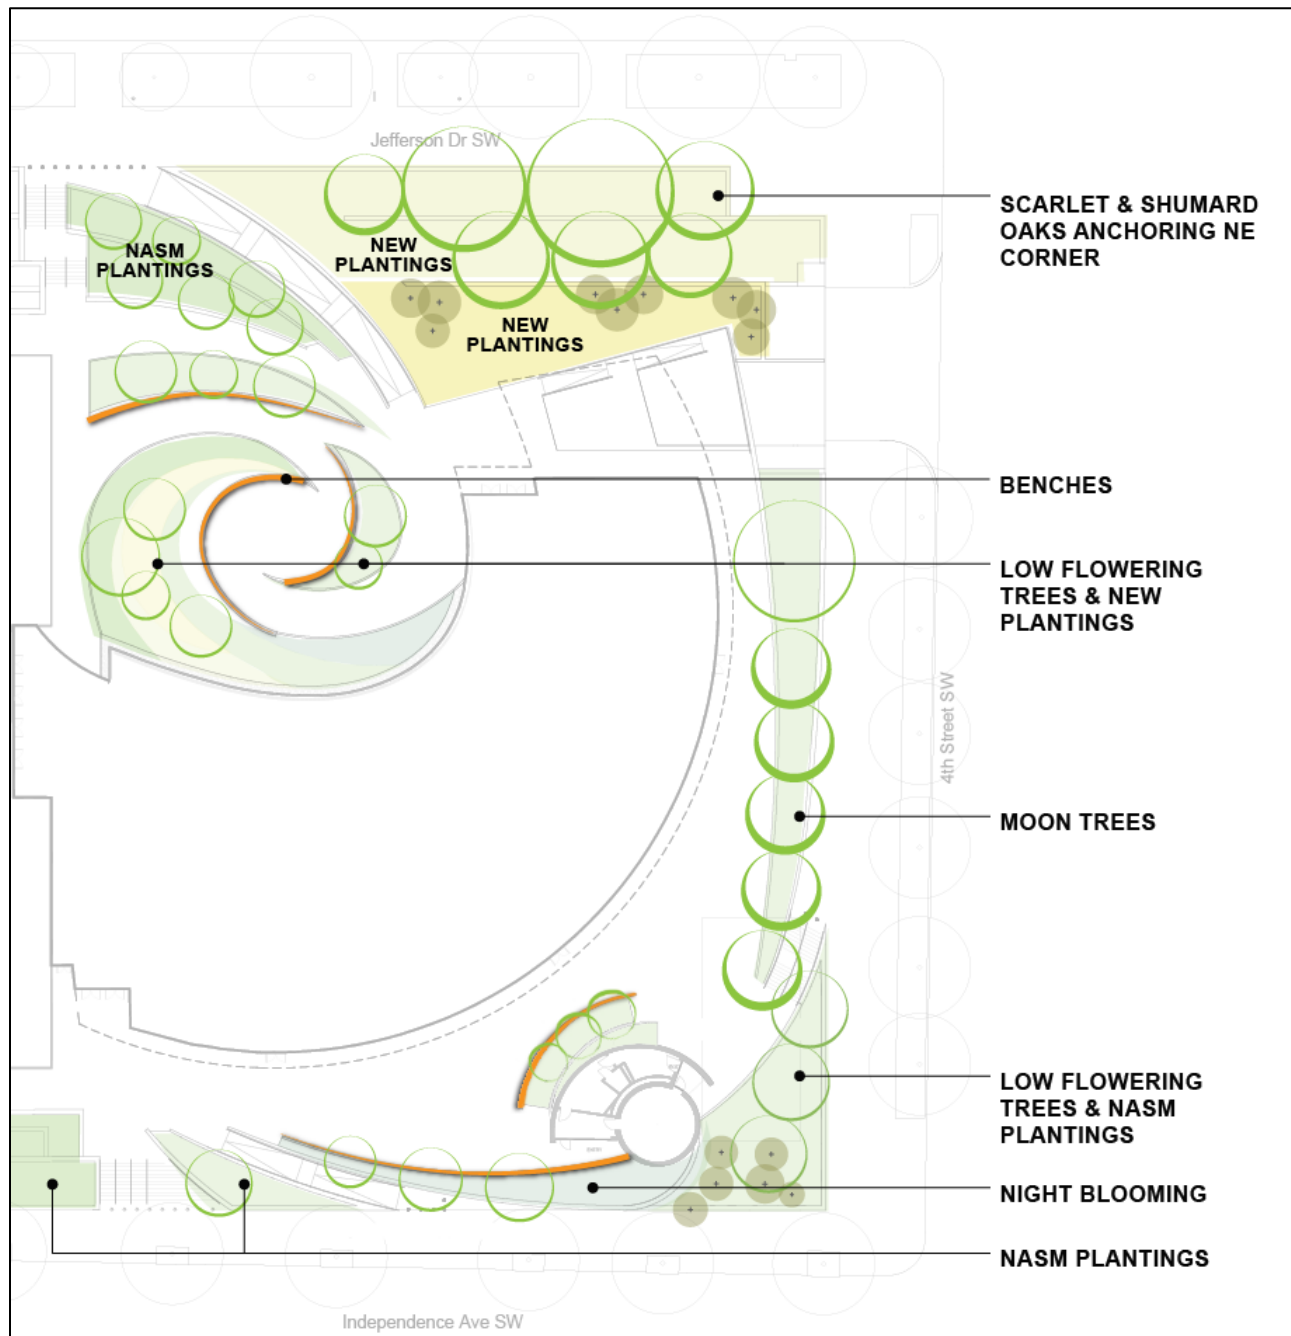 Jefferson Dr SW
SCARLET & SHUMARD
OAKS ANCHORING NE
CORNER
NASM
PLANTINGS
NEW
PLANTINGS
NEW
PLANTINGS
BENCHES
LOW FLOWERING
TREES & NEW
PLANTINGS
4th Street SW
MOON TREES
LOW FLOWERING
TREES & NASM
PLANTINGS
NIGHT BLOOMING
NASM PLANTINGS
Independence Ave SW